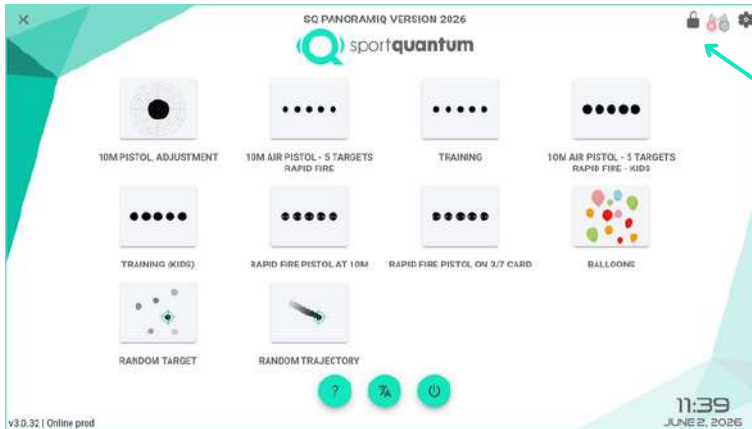 SQ PANORAMIQ VERSION 2026
sportquantum
10M PISTOL, ADJUSTMENT
10M AIR PISTOL - 5 TARGETS
RAPID FIRE
TRAINING
10M AIR PISTOL - 5 TARGETS
RAPID FIRE - KIDS
TRAINING (KIDS)
RAPID FIRE PISTOL AT 10M
RAPID FIRE PISTOL ON 3/7 CARD
BALLOONS
RANDOM TARGET
RANDOM TRAJECTORY
?
11:39
JUNE 2, 2026
v3.0.32 | Online prod